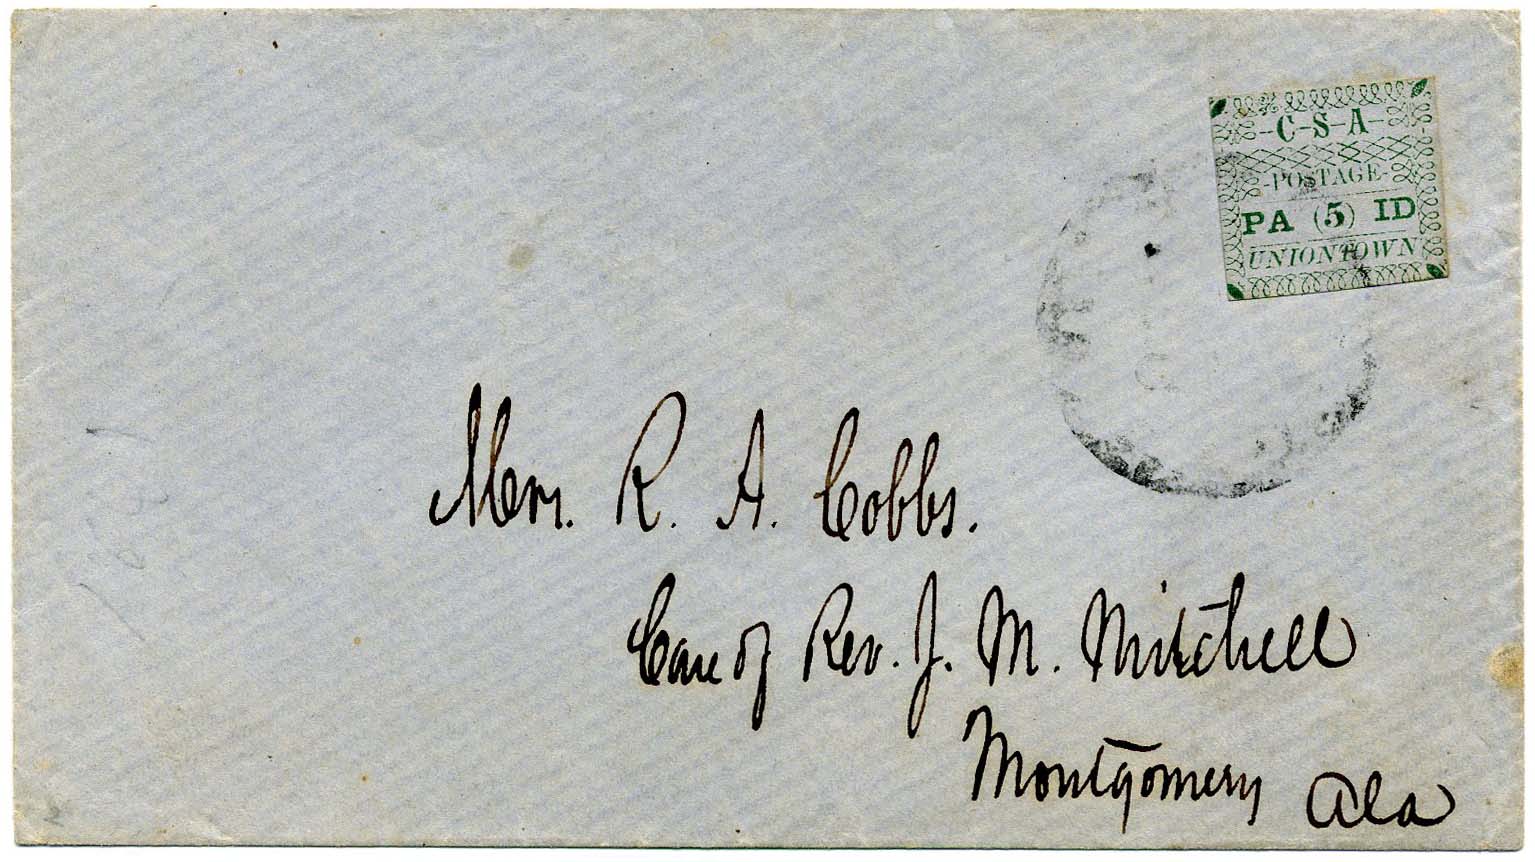 C-S-A
POSTAGE
PA (5) ID
UNIONTOWN
Mrs. R. A. Cobbs.
Care of Rev. J. M. Mitchell
Montgomery Ala